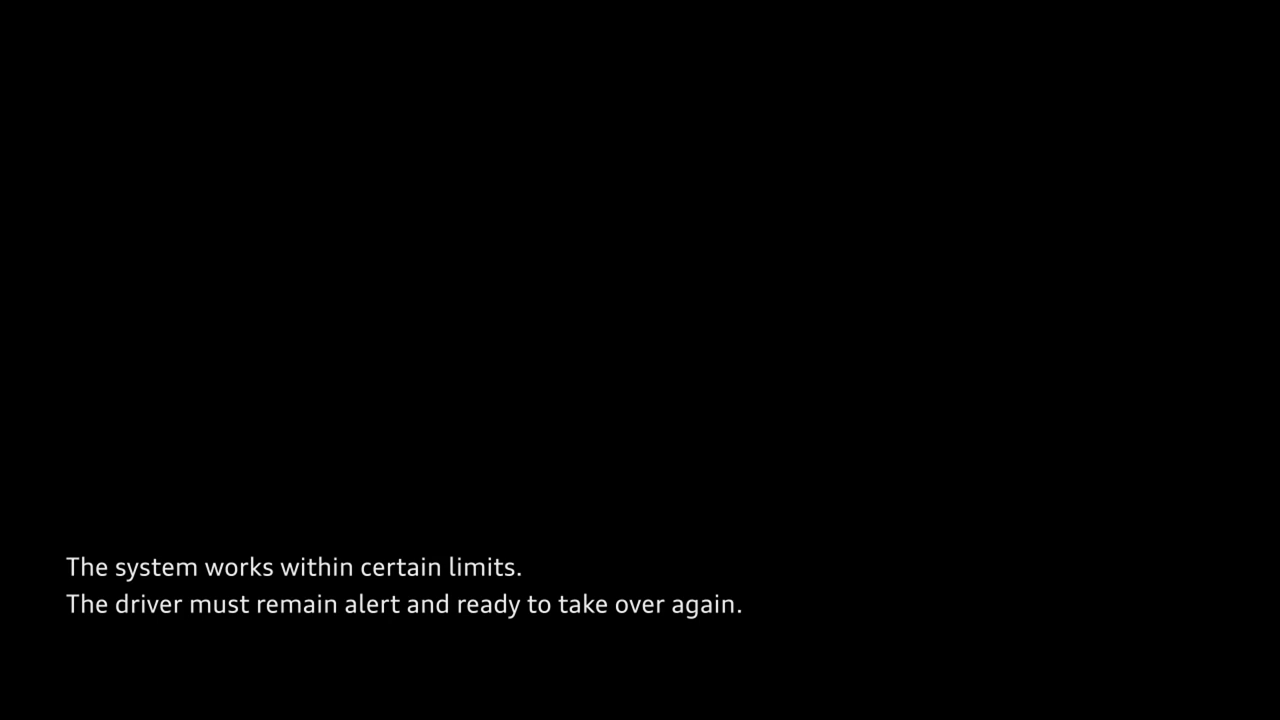 The system works within certain limits.
The driver must remain alert and ready to take over again.